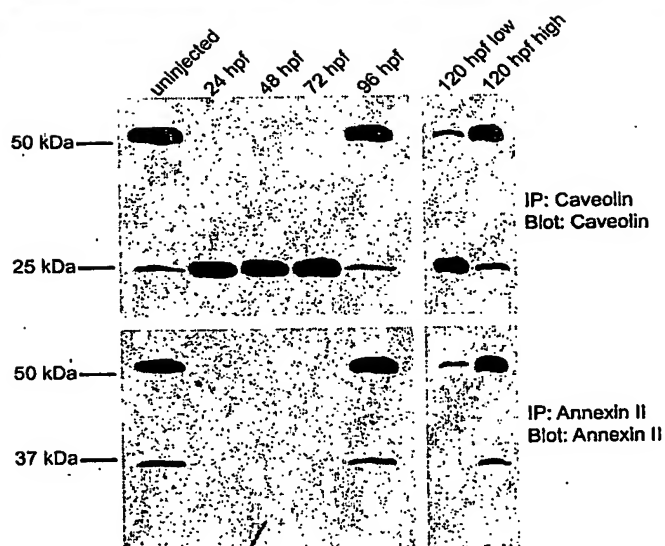 uninjected
24 hpf
48 hpf
72 hpf
96 hpf
120 hpf low
120 hpf high
50 kDa
IP: Caveolin
Blot: Caveolin
25 kDa
50 kDa
IP: Annexin II
Blot: Annexin II
37 kDa